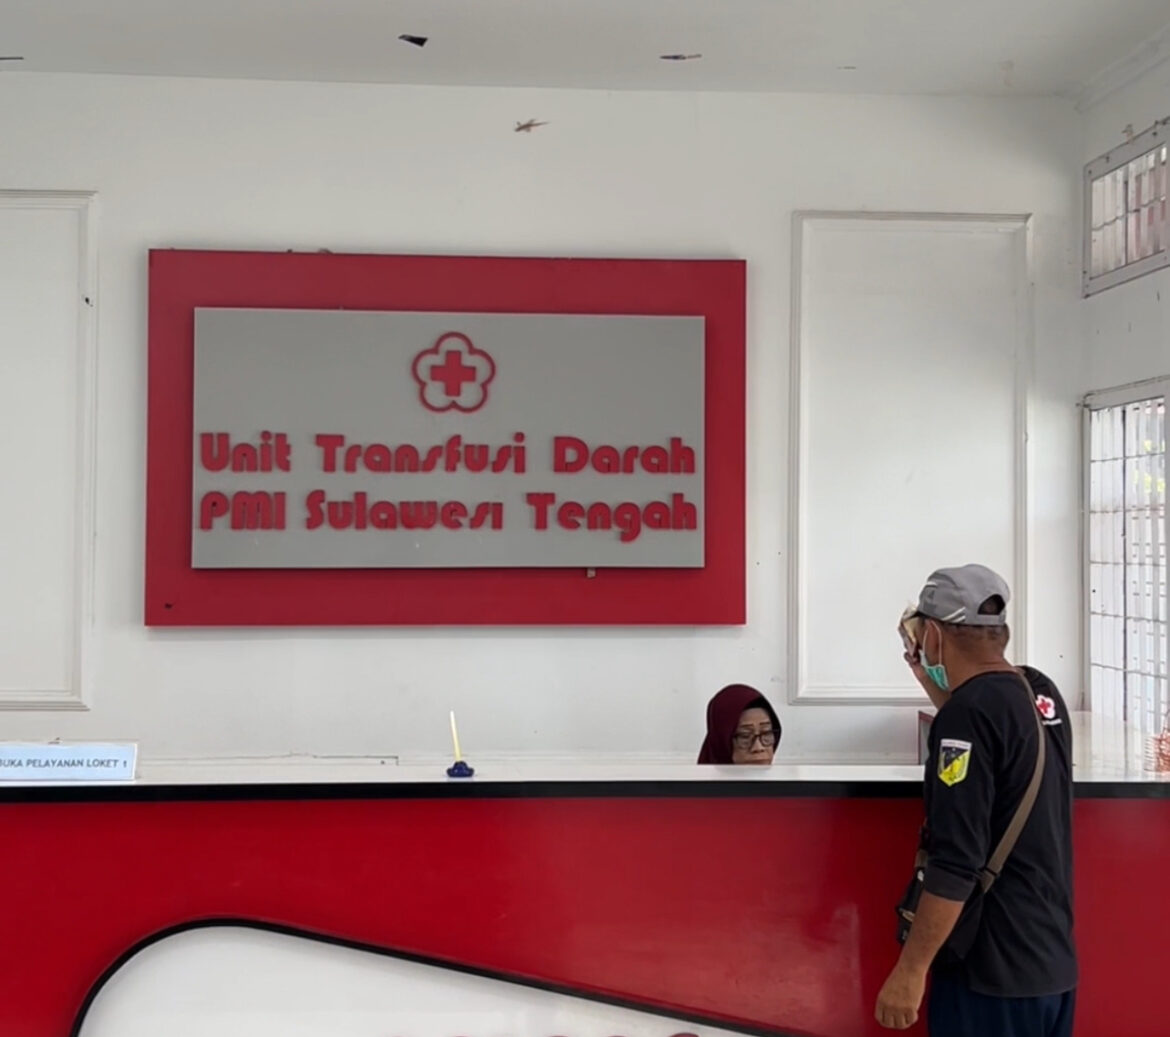 Unit Transfusi Darah
PMI Sulawesi Tengah
BUKA PELAYANAN LOKET 1